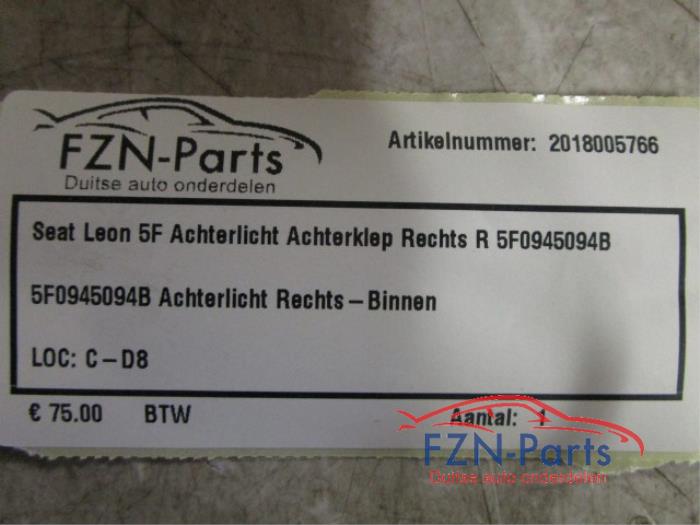 FZN-Parts
Duitse auto onderdelen
Artikelnummer: 2018005766
Seat Leon 5F Achterlicht Achterklep Rechts R 5F0945094B
5F0945094B Achterlicht Rechts-Binnen
LOC: C-D8
€ 75.00 BTW Aantal: 1
FZN-Parts
Duitse auto onderdelen